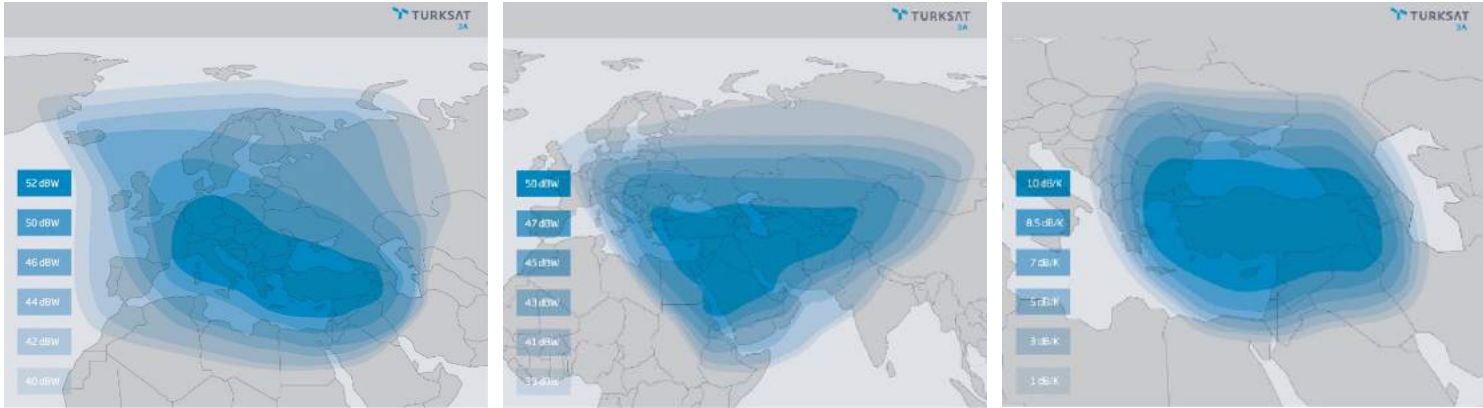 TURKSAT
3A
52 dBW
50 dBW
46 dBW
44 dBW
42 dBW
40 dBW
TURKSAT
3A
50 dBW
47 dBW
45 dBW
43 dBW
41 dBW
39 dBW
TURKSAT
3A
10 dB/K
8.5 dB/K
7 dB/K
5 dB/K
3 dB/K
1 dB/K